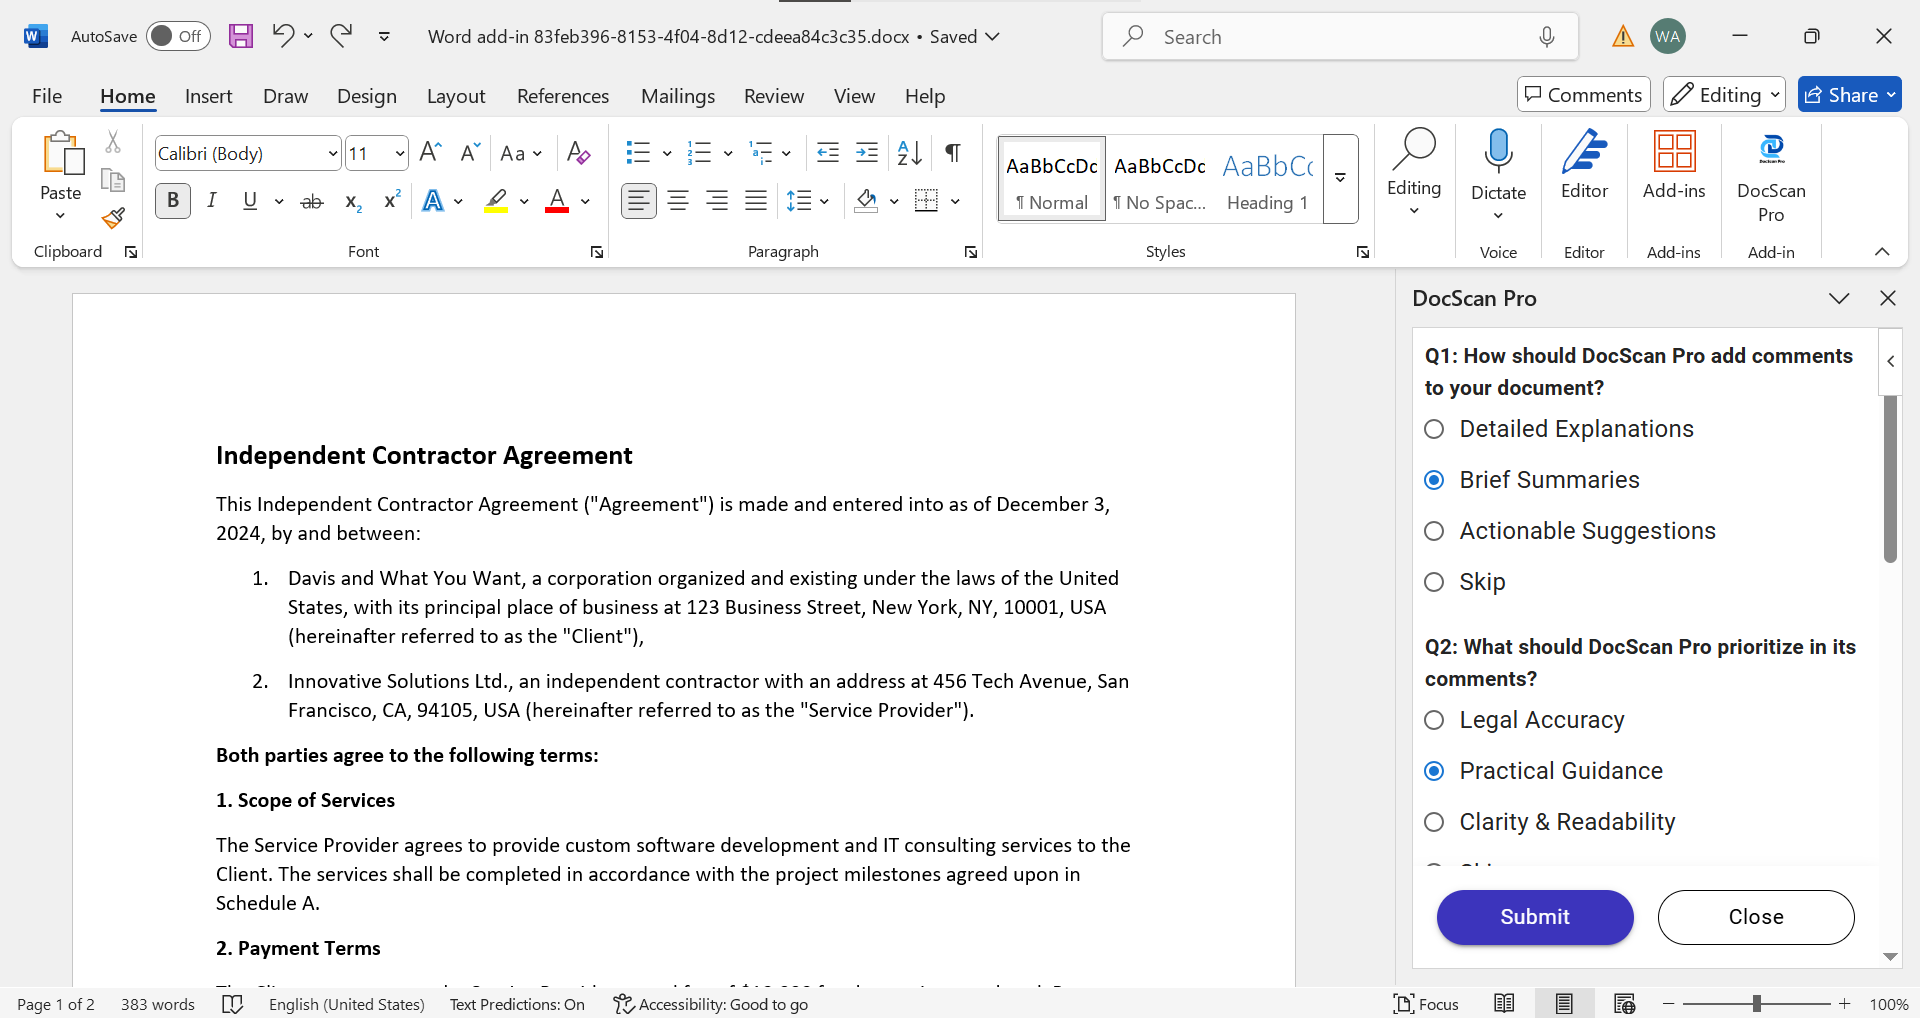 AutoSave Off Word add-in 83feb396-8153-4f04-8d12-cdeea84c3c35.docx • Saved Search WA
File Home Insert Draw Design Layout References Mailings Review View Help Comments Editing Share
Paste
Clipboard
Calibri (Body) 11
Font
Paragraph
AaBbCcDc AaBbCcDc AaBbCc
¶ Normal ¶ No Spac... Heading 1
Styles
Editing
Dictate
Voice
Editor
Editor
Add-ins
Add-ins
DocScan
Pro
Add-in
Independent Contractor Agreement
This Independent Contractor Agreement ("Agreement") is made and entered into as of December 3,
2024, by and between:
1. Davis and What You Want, a corporation organized and existing under the laws of the United
States, with its principal place of business at 123 Business Street, New York, NY, 10001, USA
(hereinafter referred to as the "Client"),
2. Innovative Solutions Ltd., an independent contractor with an address at 456 Tech Avenue, San
Francisco, CA, 94105, USA (hereinafter referred to as the "Service Provider").
Both parties agree to the following terms:
1. Scope of Services
The Service Provider agrees to provide custom software development and IT consulting services to the
Client. The services shall be completed in accordance with the project milestones agreed upon in
Schedule A.
2. Payment Terms
DocScan Pro
Q1: How should DocScan Pro add comments
to your document?
Detailed Explanations
Brief Summaries
Actionable Suggestions
Skip
Q2: What should DocScan Pro prioritize in its
comments?
Legal Accuracy
Practical Guidance
Clarity & Readability
Submit Close
Page 1 of 2 383 words English (United States) Text Predictions: On Accessibility: Good to go Focus 100%